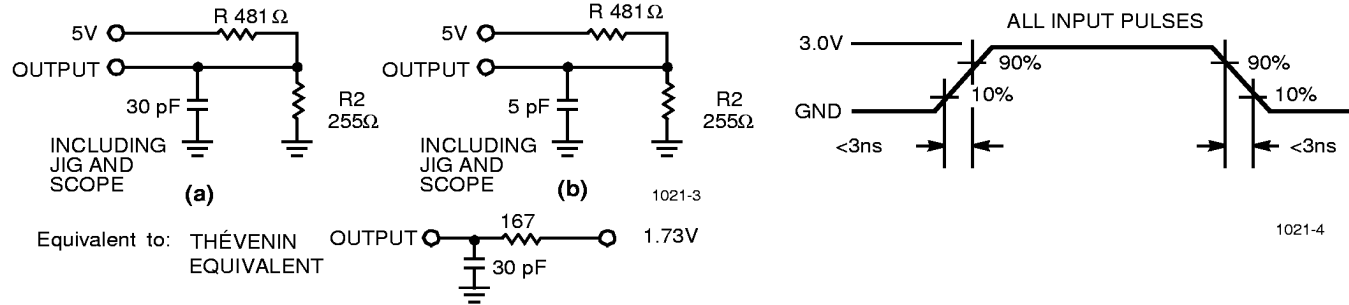 R 481Ω
5V
OUTPUT
30 pF
R2
255Ω
INCLUDING
JIG AND
SCOPE
(a)
R 481Ω
5V
OUTPUT
5 pF
R2
255Ω
INCLUDING
JIG AND
SCOPE
(b)
1021-3
ALL INPUT PULSES
3.0V
90%
10%
GND
<3ns
90%
10%
<3ns
1021-4
Equivalent to:
THÉVENIN
EQUIVALENT
OUTPUT
167
1.73V
30 pF